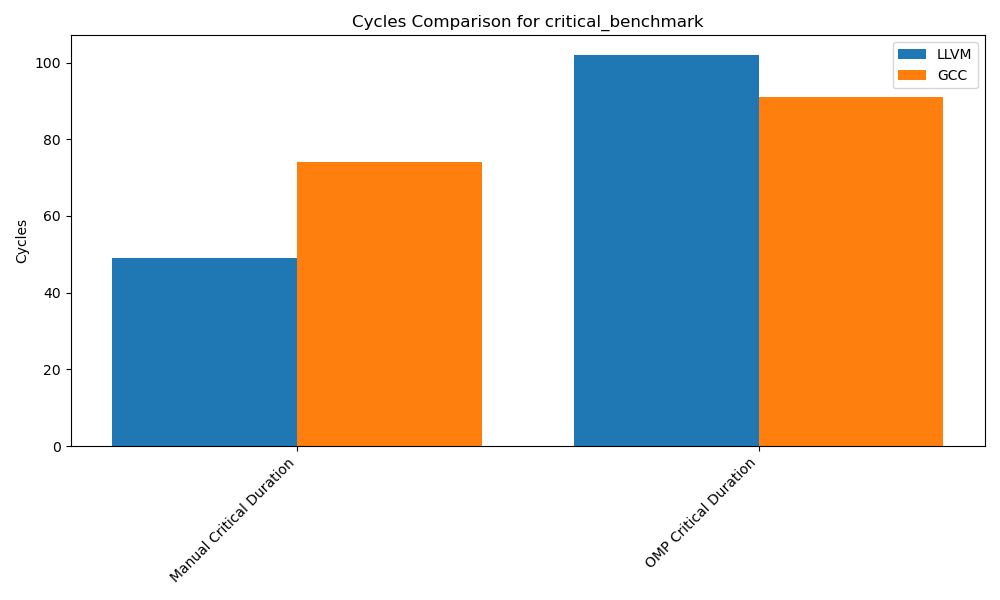 Cycles Comparison for critical_benchmark
LLVM
GCC
100
80
60
40
20
0
Cycles
Manual Critical Duration
OMP Critical Duration